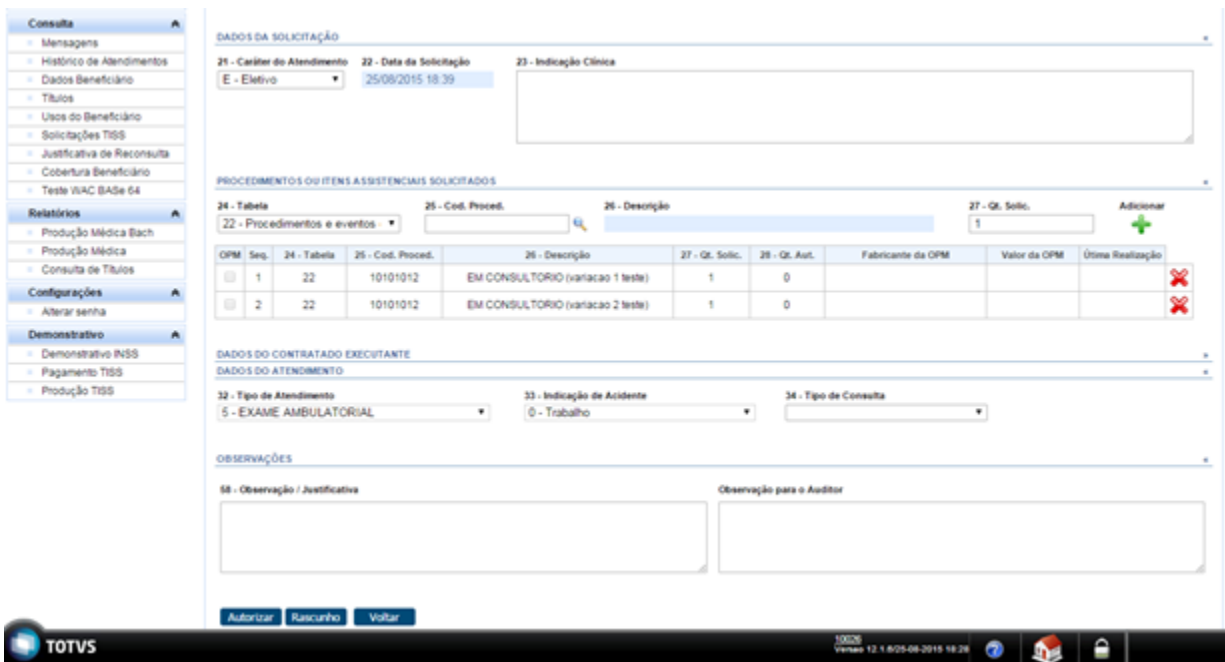 Consulta
Mensagens
Histórico de Atendimentos
Dados Beneficiário
Títulos
Usos do Beneficiário
Solicitações TISS
Justificativa de Reconsulta
Cobertura Beneficiário
Teste WAC BASe 64
Relatórios
Produção Médica Bach
Produção Médica
Consulta de Títulos
Configurações
Alterar senha
Demonstrativo
Demonstrativo INSS
Pagamento TISS
Produção TISS
DADOS DA SOLICITAÇÃO
21 - Caráter do Atendimento 22 - Data da Solicitação 23 - Indicação Clínica
E - Eletivo 25/08/2015 18:39
PROCEDIMENTOS OU ITENS ASSISTENCIAIS SOLICITADOS
24 - Tabela 25 - Cod. Proced. 26 - Descrição 27 - Qt. Solic. Adicionar
22 - Procedimentos e eventos 1
OPM Seq. 24 - Tabela 25 - Cod. Proced. 26 - Descrição 27 - Qt. Solic. 28 - Qt. Aut. Fabricante da OPM Valor da OPM Útima Realização
1 22 10101012 EM CONSULTORIO (variacao 1 teste) 1 0
2 22 10101012 EM CONSULTORIO (variacao 2 teste) 1 0
DADOS DO CONTRATADO EXECUTANTE
DADOS DO ATENDIMENTO
32 - Tipo de Atendimento 33 - Indicação de Acidente 34 - Tipo de Consulta
5 - EXAME AMBULATORIAL 0 - Trabalho
OBSERVAÇÕES
58 - Observação / Justificativa Observação para o Auditor
Autorizar Rascunho Voltar
TOTVS
10026
Versao 12.1.6/25-08-2015 18:28